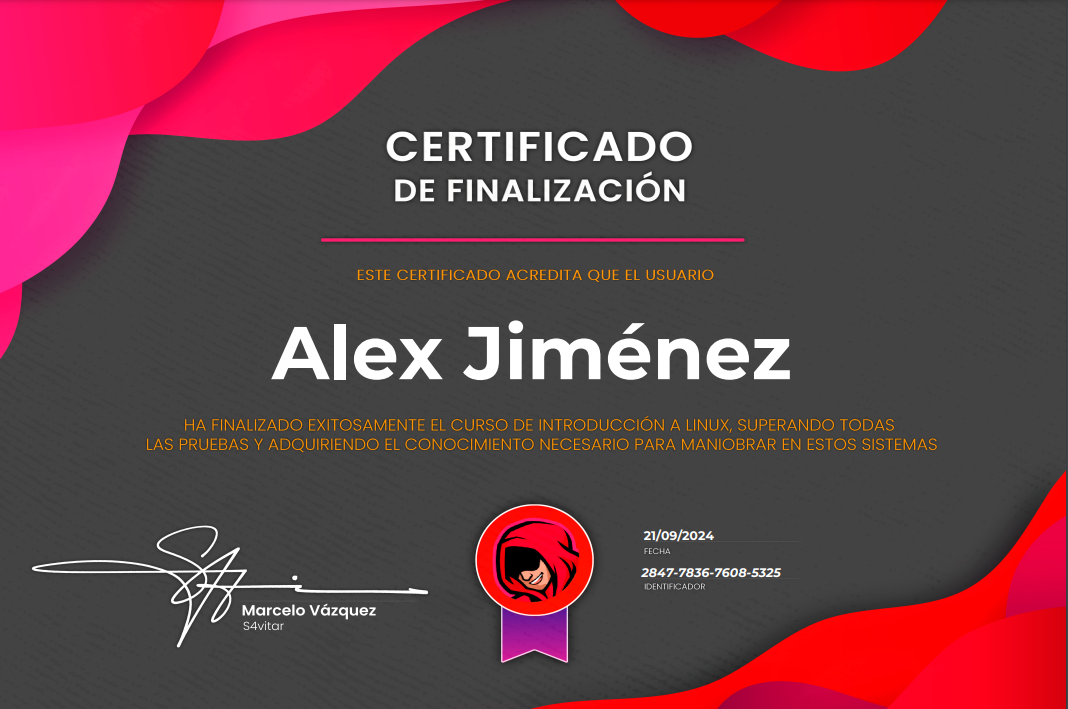 CERTIFICADO
DE FINALIZACIÓN
ESTE CERTIFICADO ACREDITA QUE EL USUARIO
Alex Jiménez
HA FINALIZADO EXITOSAMENTE EL CURSO DE INTRODUCCIÓN A LINUX, SUPERANDO TODAS
LAS PRUEBAS Y ADQUIRIENDO EL CONOCIMIENTO NECESARIO PARA MANIOBRAR EN ESTOS SISTEMAS
Marcelo Vázquez
S4vitar
21/09/2024
FECHA
2847-7836-7608-5325
IDENTIFICADOR